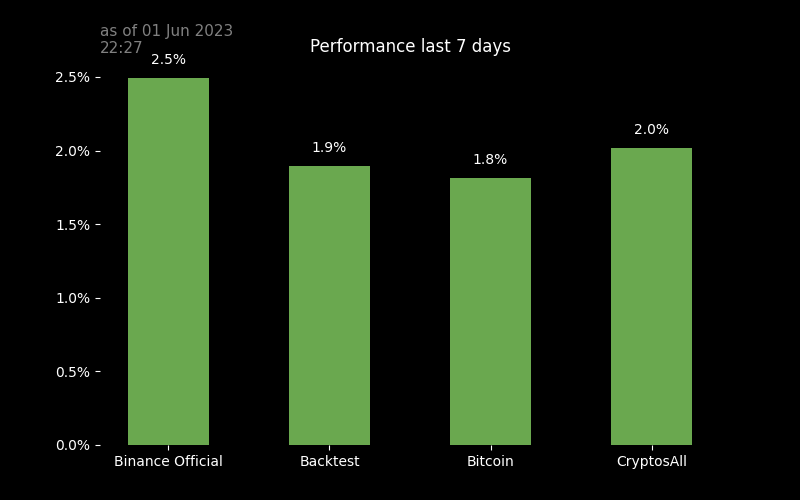 as of 01 Jun 2023
22:27
Performance last 7 days
2.5%
1.9%
1.8%
2.0%
2.5%
2.0%
1.5%
1.0%
0.5%
0.0%
Binance Official
Backtest
Bitcoin
CryptosAll